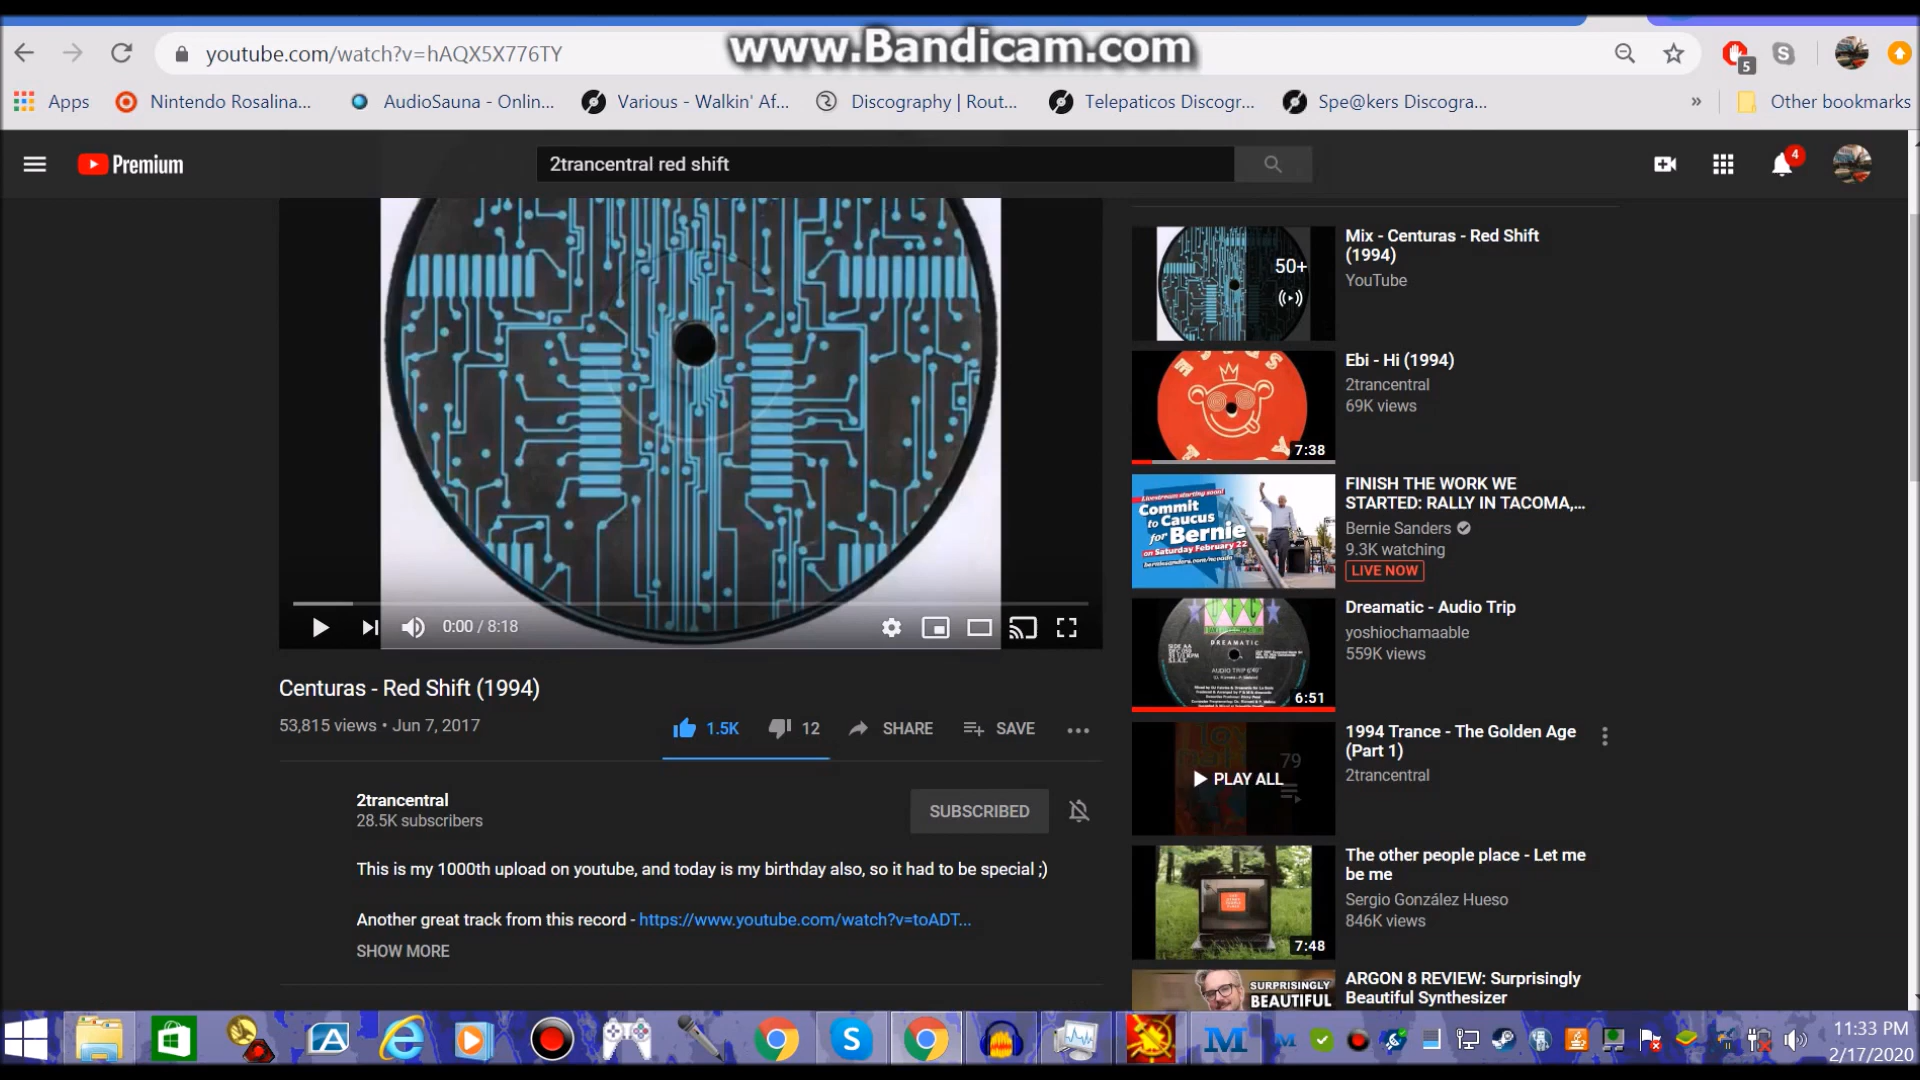 www.Bandicam.com
youtube.com/watch?v=hAQX5X776TY
5
Apps
Nintendo Rosalina...
AudioSauna - Onlin...
Various - Walkin' Af...
Discography | Rout...
Telepaticos Discogr...
Spe@kers Discogra...
»
Other bookmarks
Premium
2trancentral red shift
4
0:00 / 8:18
Centuras - Red Shift (1994)
53,815 views • Jun 7, 2017
1.5K
12
SHARE
SAVE
2trancentral
28.5K subscribers
SUBSCRIBED
This is my 1000th upload on youtube, and today is my birthday also, so it had to be special ;)
Another great track from this record - https://www.youtube.com/watch?v=toADT...
SHOW MORE
50+
Mix - Centuras - Red Shift
(1994)
YouTube
7:38
Ebi - Hi (1994)
2trancentral
69K views
Livestream starting soon!
Commit
to Caucus
for Bernie
on Saturday February 22
FINISH THE WORK WE
STARTED: RALLY IN TACOMA,...
Bernie Sanders
9.3K watching
LIVE NOW
DREAMATIC
AUDIO TRIP
6:51
Dreamatic - Audio Trip
yoshiochamaable
559K views
79
PLAY ALL
1994 Trance - The Golden Age
(Part 1)
2trancentral
7:48
The other people place - Let me
be me
Sergio González Hueso
846K views
SURPRISINGLY
BEAUTIFUL
ARGON 8 REVIEW: Surprisingly
Beautiful Synthesizer
11:33 PM
2/17/2020